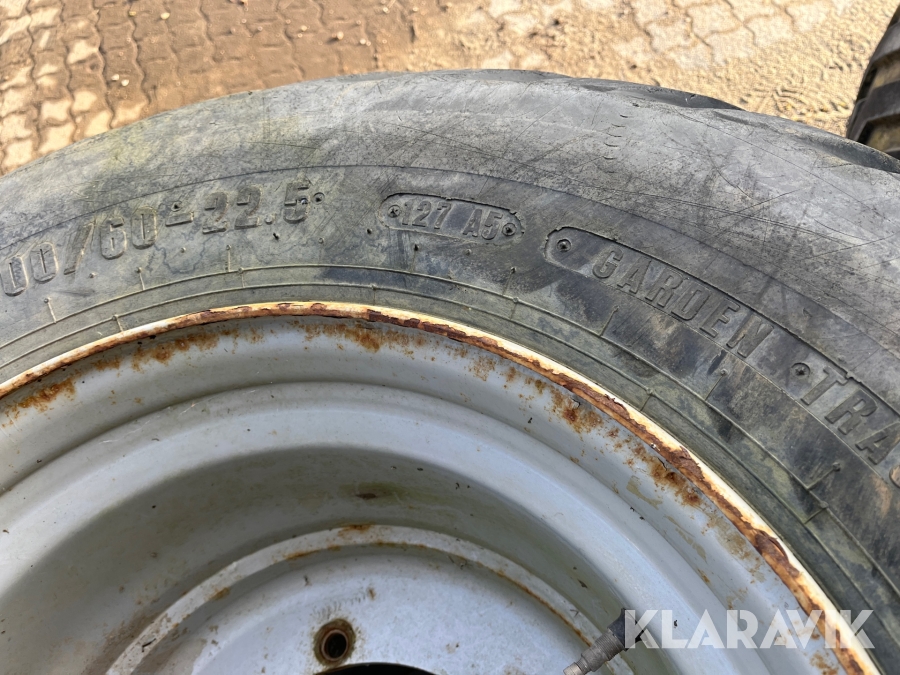 00/60-22.5
127 A5
GARDEN · TRA
KLARAVIK